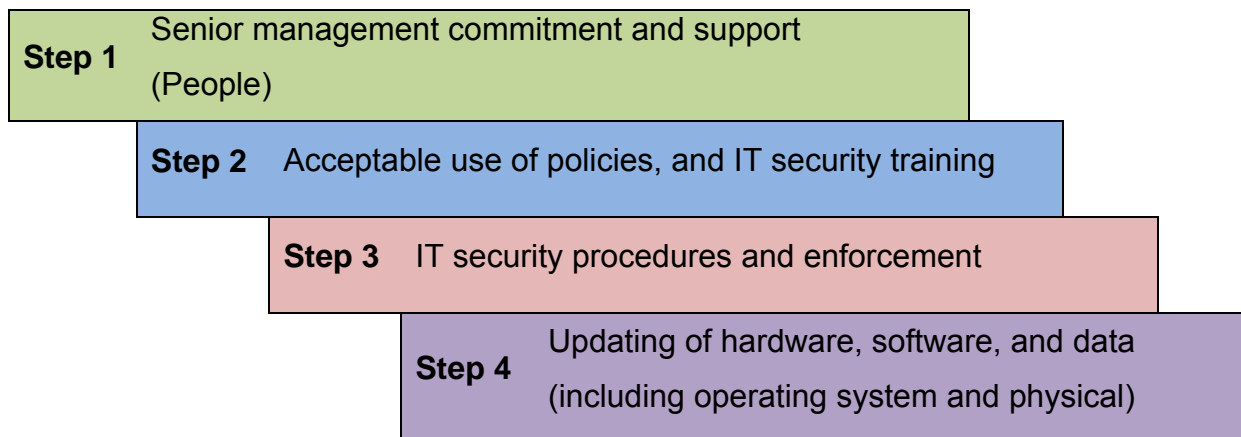 Step 1 Senior management commitment and support
(People)
Step 2 Acceptable use of policies, and IT security training
Step 3 IT security procedures and enforcement
Step 4 Updating of hardware, software, and data
(including operating system and physical)